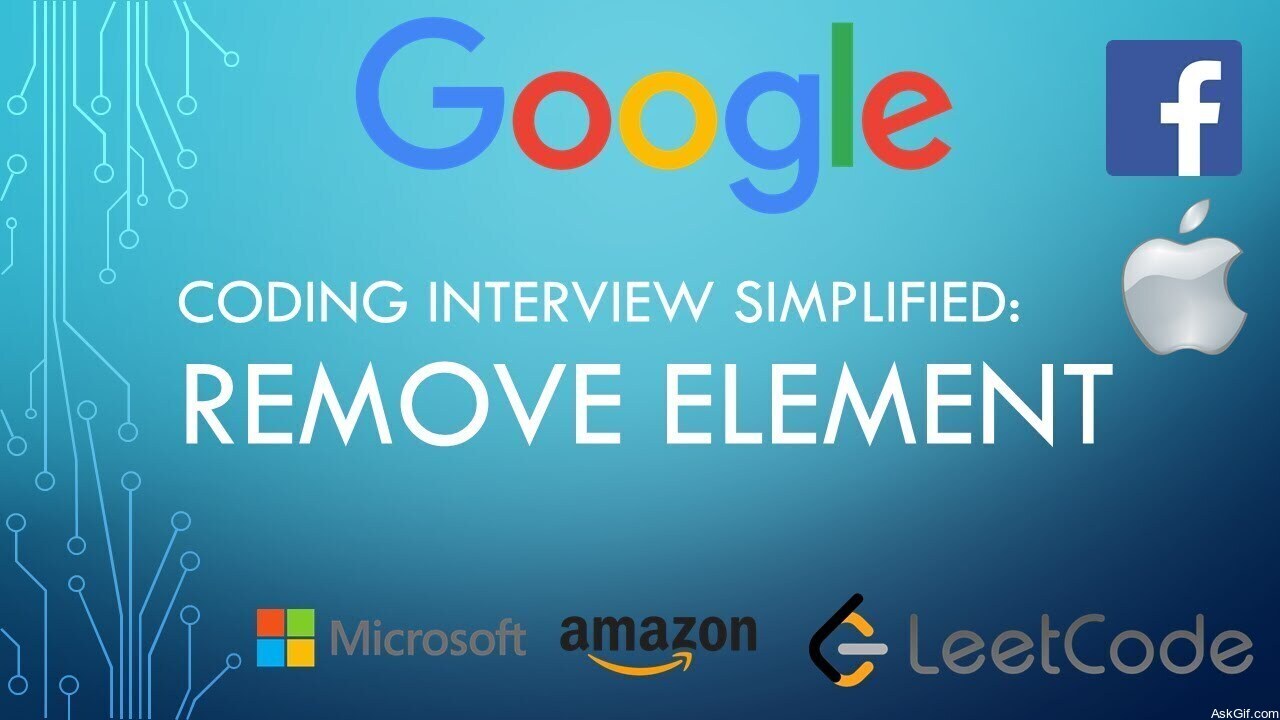 Google
CODING INTERVIEW SIMPLIFIED:
REMOVE ELEMENT
Microsoft
amazon
LeetCode
AskGif.com